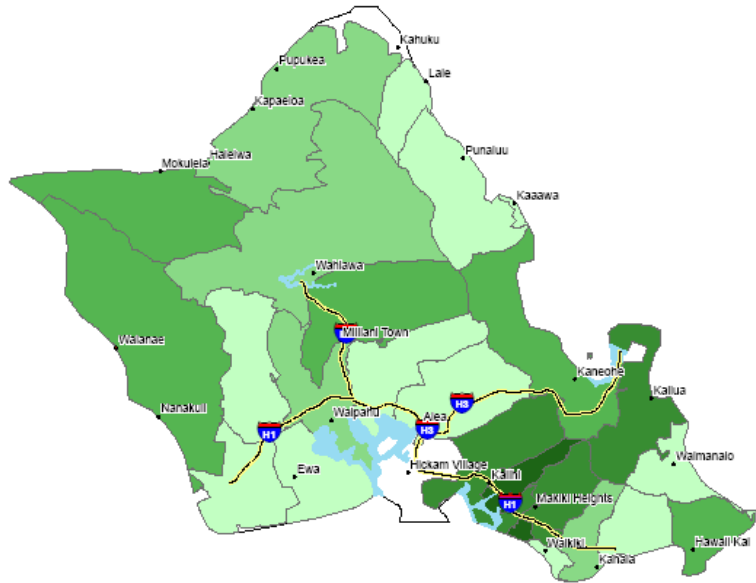 Kahuku
Pupukea
Laie
Kapaeloa
Haleiwa
Punaluu
Mokuleia
Kaaawa
Wahiawa
Mililani Town
Waianae
Kaneohe
Kailua
Nanakuli
H3
Waipahu
Aiea
H1
H3
Waimanalo
Ewa
Hickam Village
Kalihi
H1
Makiki Heights
Waikiki
Hawaii Kai
Kahala